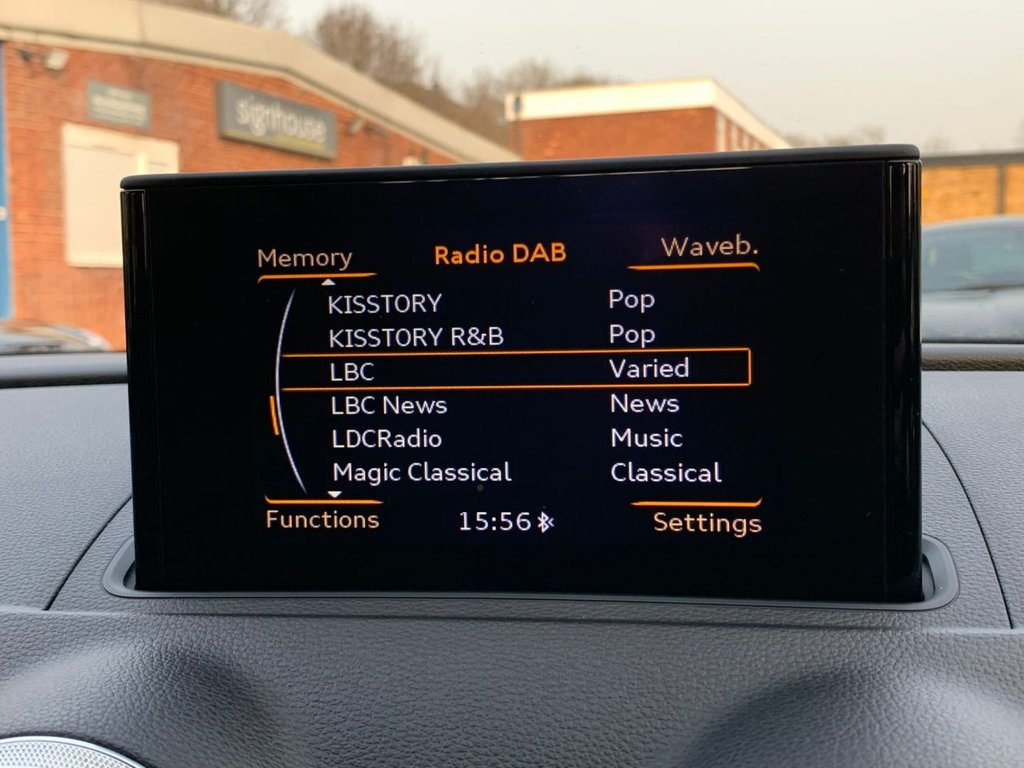 signhouse
Memory Radio DAB Waveb.
KISSTORY Pop
KISSTORY R&B Pop
LBC Varied
LBC News News
LDCRadio Music
Magic Classical Classical
Functions 15:56 Settings